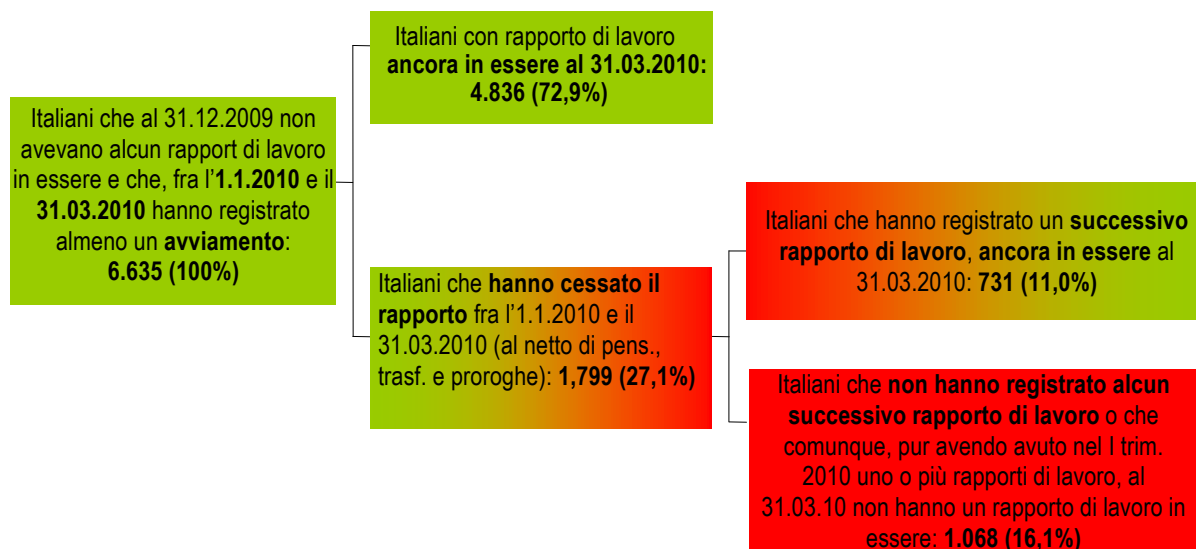 Italiani che al 31.12.2009 non
avevano alcun rapport di lavoro
in essere e che, fra l'1.1.2010 e il
31.03.2010 hanno registrato
almeno un avviamento:
6.635 (100%)
Italiani con rapporto di lavoro
ancora in essere al 31.03.2010:
4.836 (72,9%)
Italiani che hanno cessato il
rapporto fra l'1.1.2010 e il
31.03.2010 (al netto di pens.,
trasf. e proroghe): 1,799 (27,1%)
Italiani che hanno registrato un successivo
rapporto di lavoro, ancora in essere al
31.03.2010: 731 (11,0%)
Italiani che non hanno registrato alcun
successivo rapporto di lavoro o che
comunque, pur avendo avuto nel I trim.
2010 uno o più rapporti di lavoro, al
31.03.10 non hanno un rapporto di lavoro in
essere: 1.068 (16,1%)